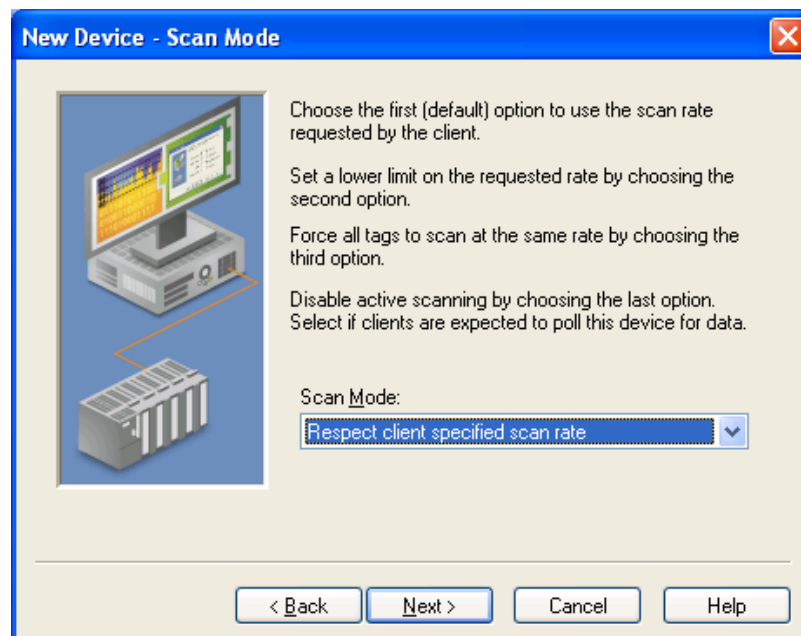 New Device - Scan Mode
Choose the first (default) option to use the scan rate
requested by the client.
Set a lower limit on the requested rate by choosing the
second option.
Force all tags to scan at the same rate by choosing the
third option.
Disable active scanning by choosing the last option.
Select if clients are expected to poll this device for data.
Scan Mode:
Respect client specified scan rate
< Back
Next >
Cancel
Help